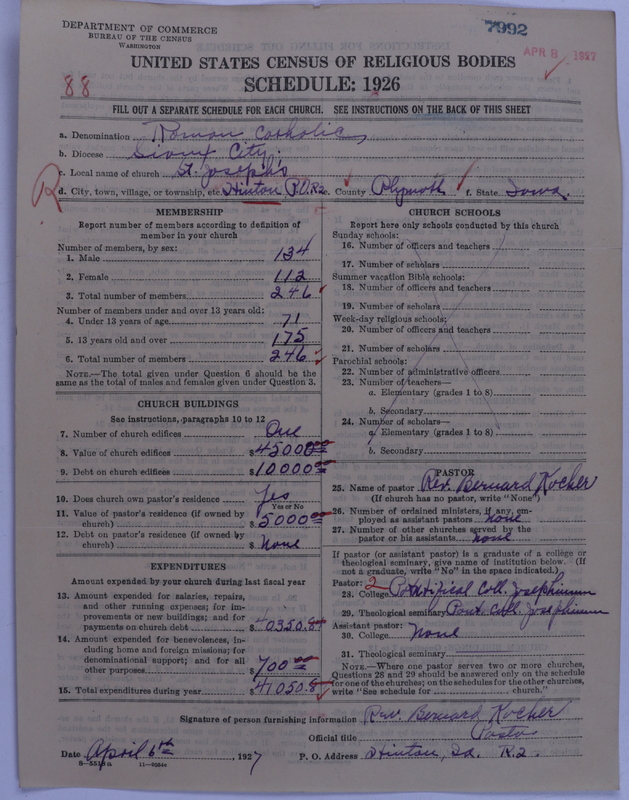 DEPARTMENT OF COMMERCE
BUREAU OF THE CENSUS
WASHINGTON
7992
APR 8 1927
UNITED STATES CENSUS OF RELIGIOUS BODIES
SCHEDULE: 1926
88
FILL OUT A SEPARATE SCHEDULE FOR EACH CHURCH. SEE INSTRUCTIONS ON THE BACK OF THIS SHEET
a. Denomination Roman Catholic
b. Diocese Sioux City,
c. Local name of church St. Joseph's
R
d. City, town, village, or township, etc. Hinton R.R2. County Plymouth f. State Iowa.
MEMBERSHIP
Report number of members according to definition of
member in your church
Number of members, by sex:
1. Male 134
2. Female 112
3. Total number of members 246
Number of members under and over 13 years old:
4. Under 13 years of age 71
5. 13 years old and over 175
6. Total number of members 246
NOTE.—The total given under Question 6 should be the
same as the total of males and females given under Question 3.
CHURCH BUILDINGS
See instructions, paragraphs 10 to 12
7. Number of church edifices One
8. Value of church edifices $45000.00
9. Debt on church edifices $10000.00
10. Does church own pastor's residence Yes
Yes or No
11. Value of pastor's residence (if owned by
church) $5000.00
12. Debt on pastor's residence (if owned by
church) $None
EXPENDITURES
Amount expended by your church during last fiscal year
13. Amount expended for salaries, repairs,
and other running expenses; for im-
provements or new buildings; and for
payments on church debt $40350.8
14. Amount expended for benevolences, in-
cluding home and foreign missions; for
denominational support; and for all
other purposes $700.00
15. Total expenditures during year $41050.8
CHURCH SCHOOLS
Report here only schools conducted by this church
Sunday schools:
16. Number of officers and teachers
17. Number of scholars
Summer vacation Bible schools:
18. Number of officers and teachers
19. Number of scholars
Week-day religious schools:
20. Number of officers and teachers
21. Number of scholars
Parochial schools:
22. Number of administrative officers
23. Number of teachers—
a. Elementary (grades 1 to 8)
b. Secondary
24. Number of scholars—
a. Elementary (grades 1 to 8)
b. Secondary
PASTOR
25. Name of pastor Rev. Bernard Kocher
(If church has no pastor, write "None")
26. Number of ordained ministers, if any, em-
ployed as assistant pastors none
27. Number of other churches served by the
pastor or his assistants none
If pastor (or assistant pastor) is a graduate of a college or
theological seminary, give name of institution below. (If
not a graduate, write "No" in the space indicated.)
Pastor: 2
28. College Pontifical Coll. Josephinum
29. Theological seminary Pont. Coll. Josephinum
Assistant pastor:
30. College None
31. Theological seminary
NOTE.—Where one pastor serves two or more churches,
Questions 28 and 29 should be answered only on the schedule
for one of the churches; on the schedules for the other churches,
write "See schedule for church."
Signature of person furnishing information Rev. Bernard Kocher
Official title Pastor
Date April 6th, 1927 P. O. Address Hinton, Ia. R.2.